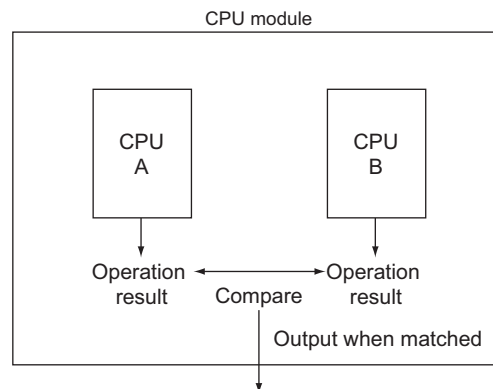 CPU module
CPU
A
CPU
B
Operation
result
Operation
result
Compare
Output when matched